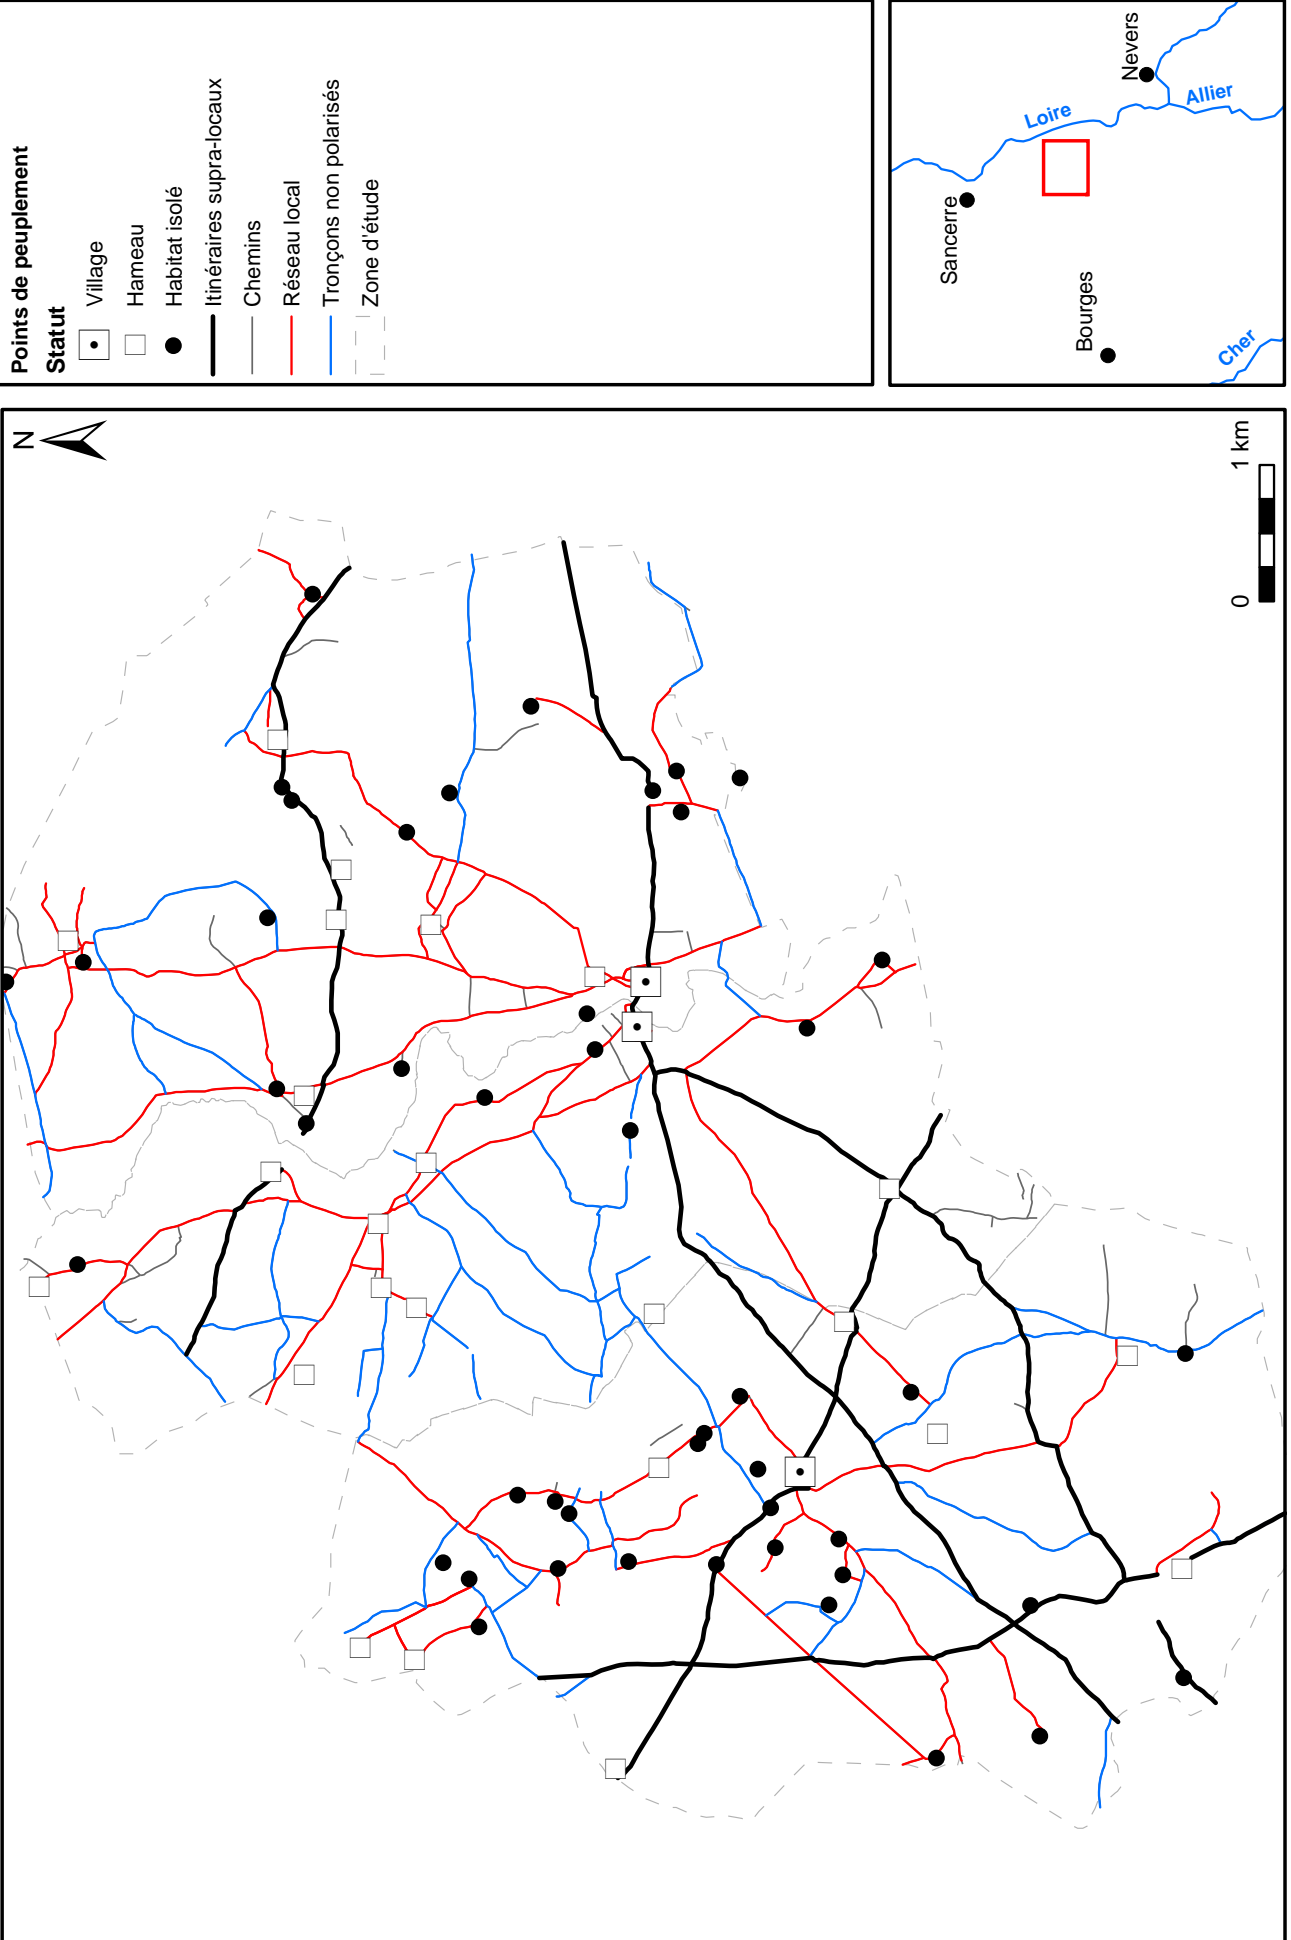 Points de peuplement
Statut
Village
Hameau
Habitat isolé
Itinéraires supra-locaux
Chemins
Réseau local
Tronçons non polarisés
Zone d'étude
Sancerre
Bourges
Nevers
Loire
Allier
Cher
N
0 1 km